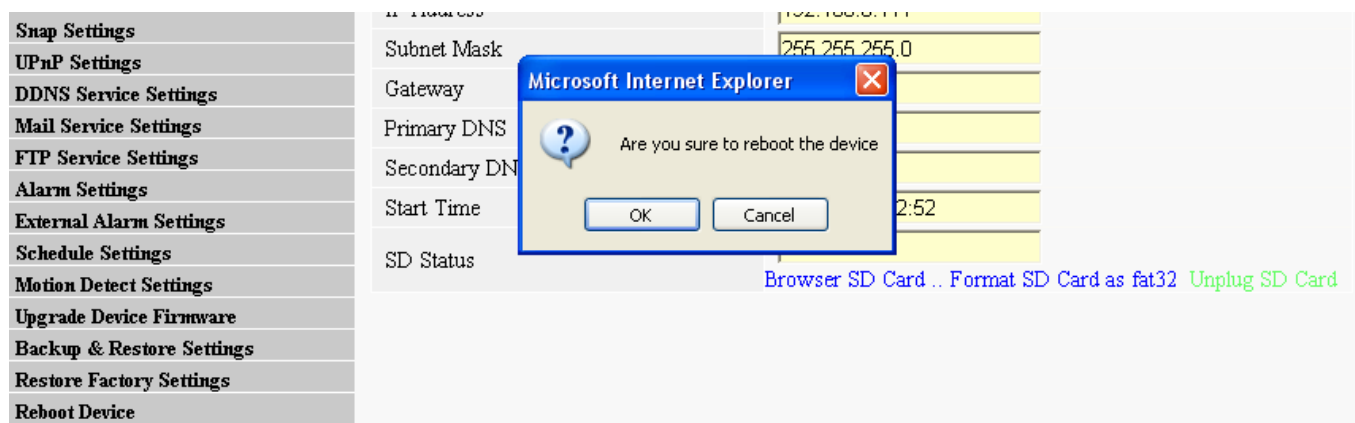 Snap Settings
UPnP Settings
DDNS Service Settings
Mail Service Settings
FTP Service Settings
Alarm Settings
External Alarm Settings
Schedule Settings
Motion Detect Settings
Upgrade Device Firmware
Backup & Restore Settings
Restore Factory Settings
Reboot Device
IP Address
Subnet Mask 255.255.255.0
Gateway
Primary DNS
Secondary DN
Start Time 2:52
SD Status
Browser SD Card .. Format SD Card as fat32 Unplug SD Card
Microsoft Internet Explorer
Are you sure to reboot the device
OK Cancel